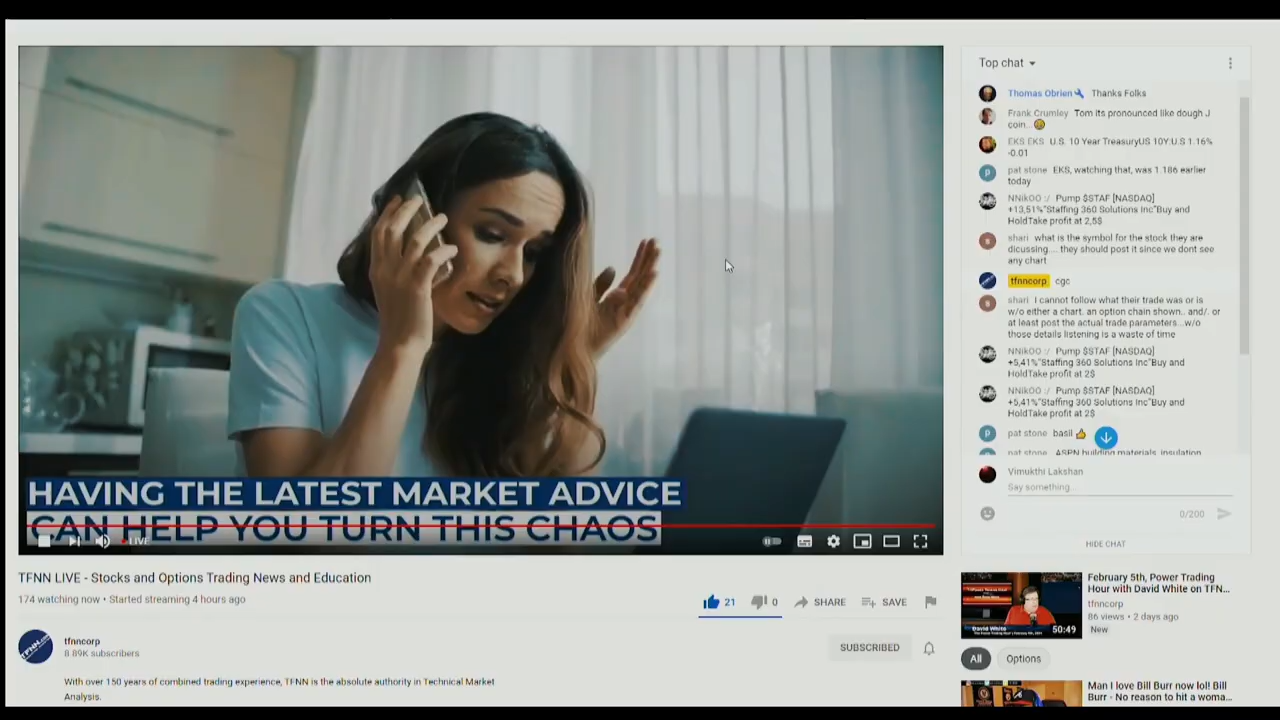 HAVING THE LATEST MARKET ADVICE
CAN HELP YOU TURN THIS CHAOS
LIVE
TFNN LIVE - Stocks and Options Trading News and Education
174 watching now • Started streaming 4 hours ago
21
0
SHARE
SAVE
TFNN
tfnncorp
8.89K subscribers
SUBSCRIBED
With over 150 years of combined trading experience, TFNN is the absolute authority in Technical Market
Analysis.
Top chat
Thomas Obrien Thanks Folks
Frank Crumley Tom its pronounced like dough J
coin...
EKS EKS U.S. 10 Year TreasuryUS 10Y:U.S 1.16%
-0.01
P
pat stone EKS, watching that, was 1.186 earlier
today
NNikOO :/ Pump $STAF [NASDAQ]
+13,51%"Staffing 360 Solutions Inc"Buy and
HoldTake profit at 2,5$
s
shari what is the symbol for the stock they are
dicussing.... they should post it since we dont see
any chart
tfnncorp cgc
s
shari I cannot follow what their trade was or is
w/o either a chart. an option chain shown.. and/. or
at least post the actual trade parameters...w/o
those details listening is a waste of time
NNikOO :/ Pump $STAF [NASDAQ]
+5,41%"Staffing 360 Solutions Inc"Buy and
HoldTake profit at 2$
NNikOO :/ Pump $STAF [NASDAQ]
+5,41%"Staffing 360 Solutions Inc"Buy and
HoldTake profit at 2$
P
pat stone basil
pat stone ASPN building materials, insulation
Vimukthi Lakshan
Say something...
0/200
HIDE CHAT
David White
50:49
February 5th, Power Trading
Hour with David White on TFN...
tfnncorp
86 views • 2 days ago
New
All
Options
Man I love Bill Burr now lol! Bill
Burr - No reason to hit a woma...